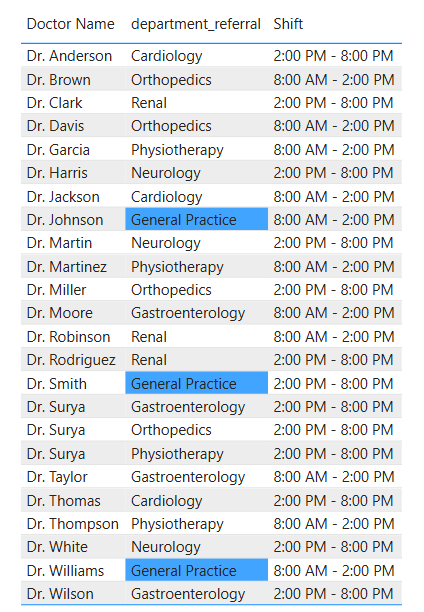 Doctor Name department_referral Shift
Dr. Anderson Cardiology 2:00 PM - 8:00 PM
Dr. Brown Orthopedics 8:00 AM - 2:00 PM
Dr. Clark Renal 2:00 PM - 8:00 PM
Dr. Davis Orthopedics 8:00 AM - 2:00 PM
Dr. Garcia Physiotherapy 8:00 AM - 2:00 PM
Dr. Harris Neurology 2:00 PM - 8:00 PM
Dr. Jackson Cardiology 8:00 AM - 2:00 PM
Dr. Johnson General Practice 8:00 AM - 2:00 PM
Dr. Martin Neurology 2:00 PM - 8:00 PM
Dr. Martinez Physiotherapy 8:00 AM - 2:00 PM
Dr. Miller Orthopedics 2:00 PM - 8:00 PM
Dr. Moore Gastroenterology 8:00 AM - 2:00 PM
Dr. Robinson Renal 8:00 AM - 2:00 PM
Dr. Rodriguez Renal 2:00 PM - 8:00 PM
Dr. Smith General Practice 2:00 PM - 8:00 PM
Dr. Surya Gastroenterology 2:00 PM - 8:00 PM
Dr. Surya Orthopedics 2:00 PM - 8:00 PM
Dr. Surya Physiotherapy 2:00 PM - 8:00 PM
Dr. Taylor Gastroenterology 8:00 AM - 2:00 PM
Dr. Thomas Cardiology 2:00 PM - 8:00 PM
Dr. Thompson Physiotherapy 8:00 AM - 2:00 PM
Dr. White Neurology 2:00 PM - 8:00 PM
Dr. Williams General Practice 8:00 AM - 2:00 PM
Dr. Wilson Gastroenterology 2:00 PM - 8:00 PM